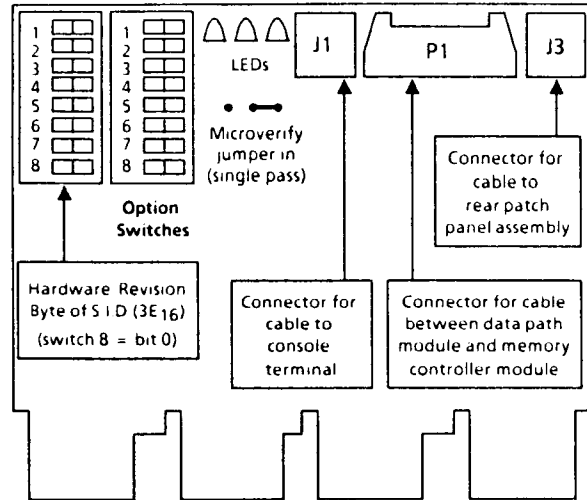 1
2
3
4
5
6
7
8
1
2
3
4
5
6
7
8
Option
Switches
LEDs
Microverify
jumper in
(single pass)
J1
P1
J3
Connector for
cable to
rear patch
panel assembly
Hardware Revision
Byte of S I D (3E16)
(switch 8 = bit 0)
Connector for
cable to
console
terminal
Connector for cable
between data path
module and memory
controller module